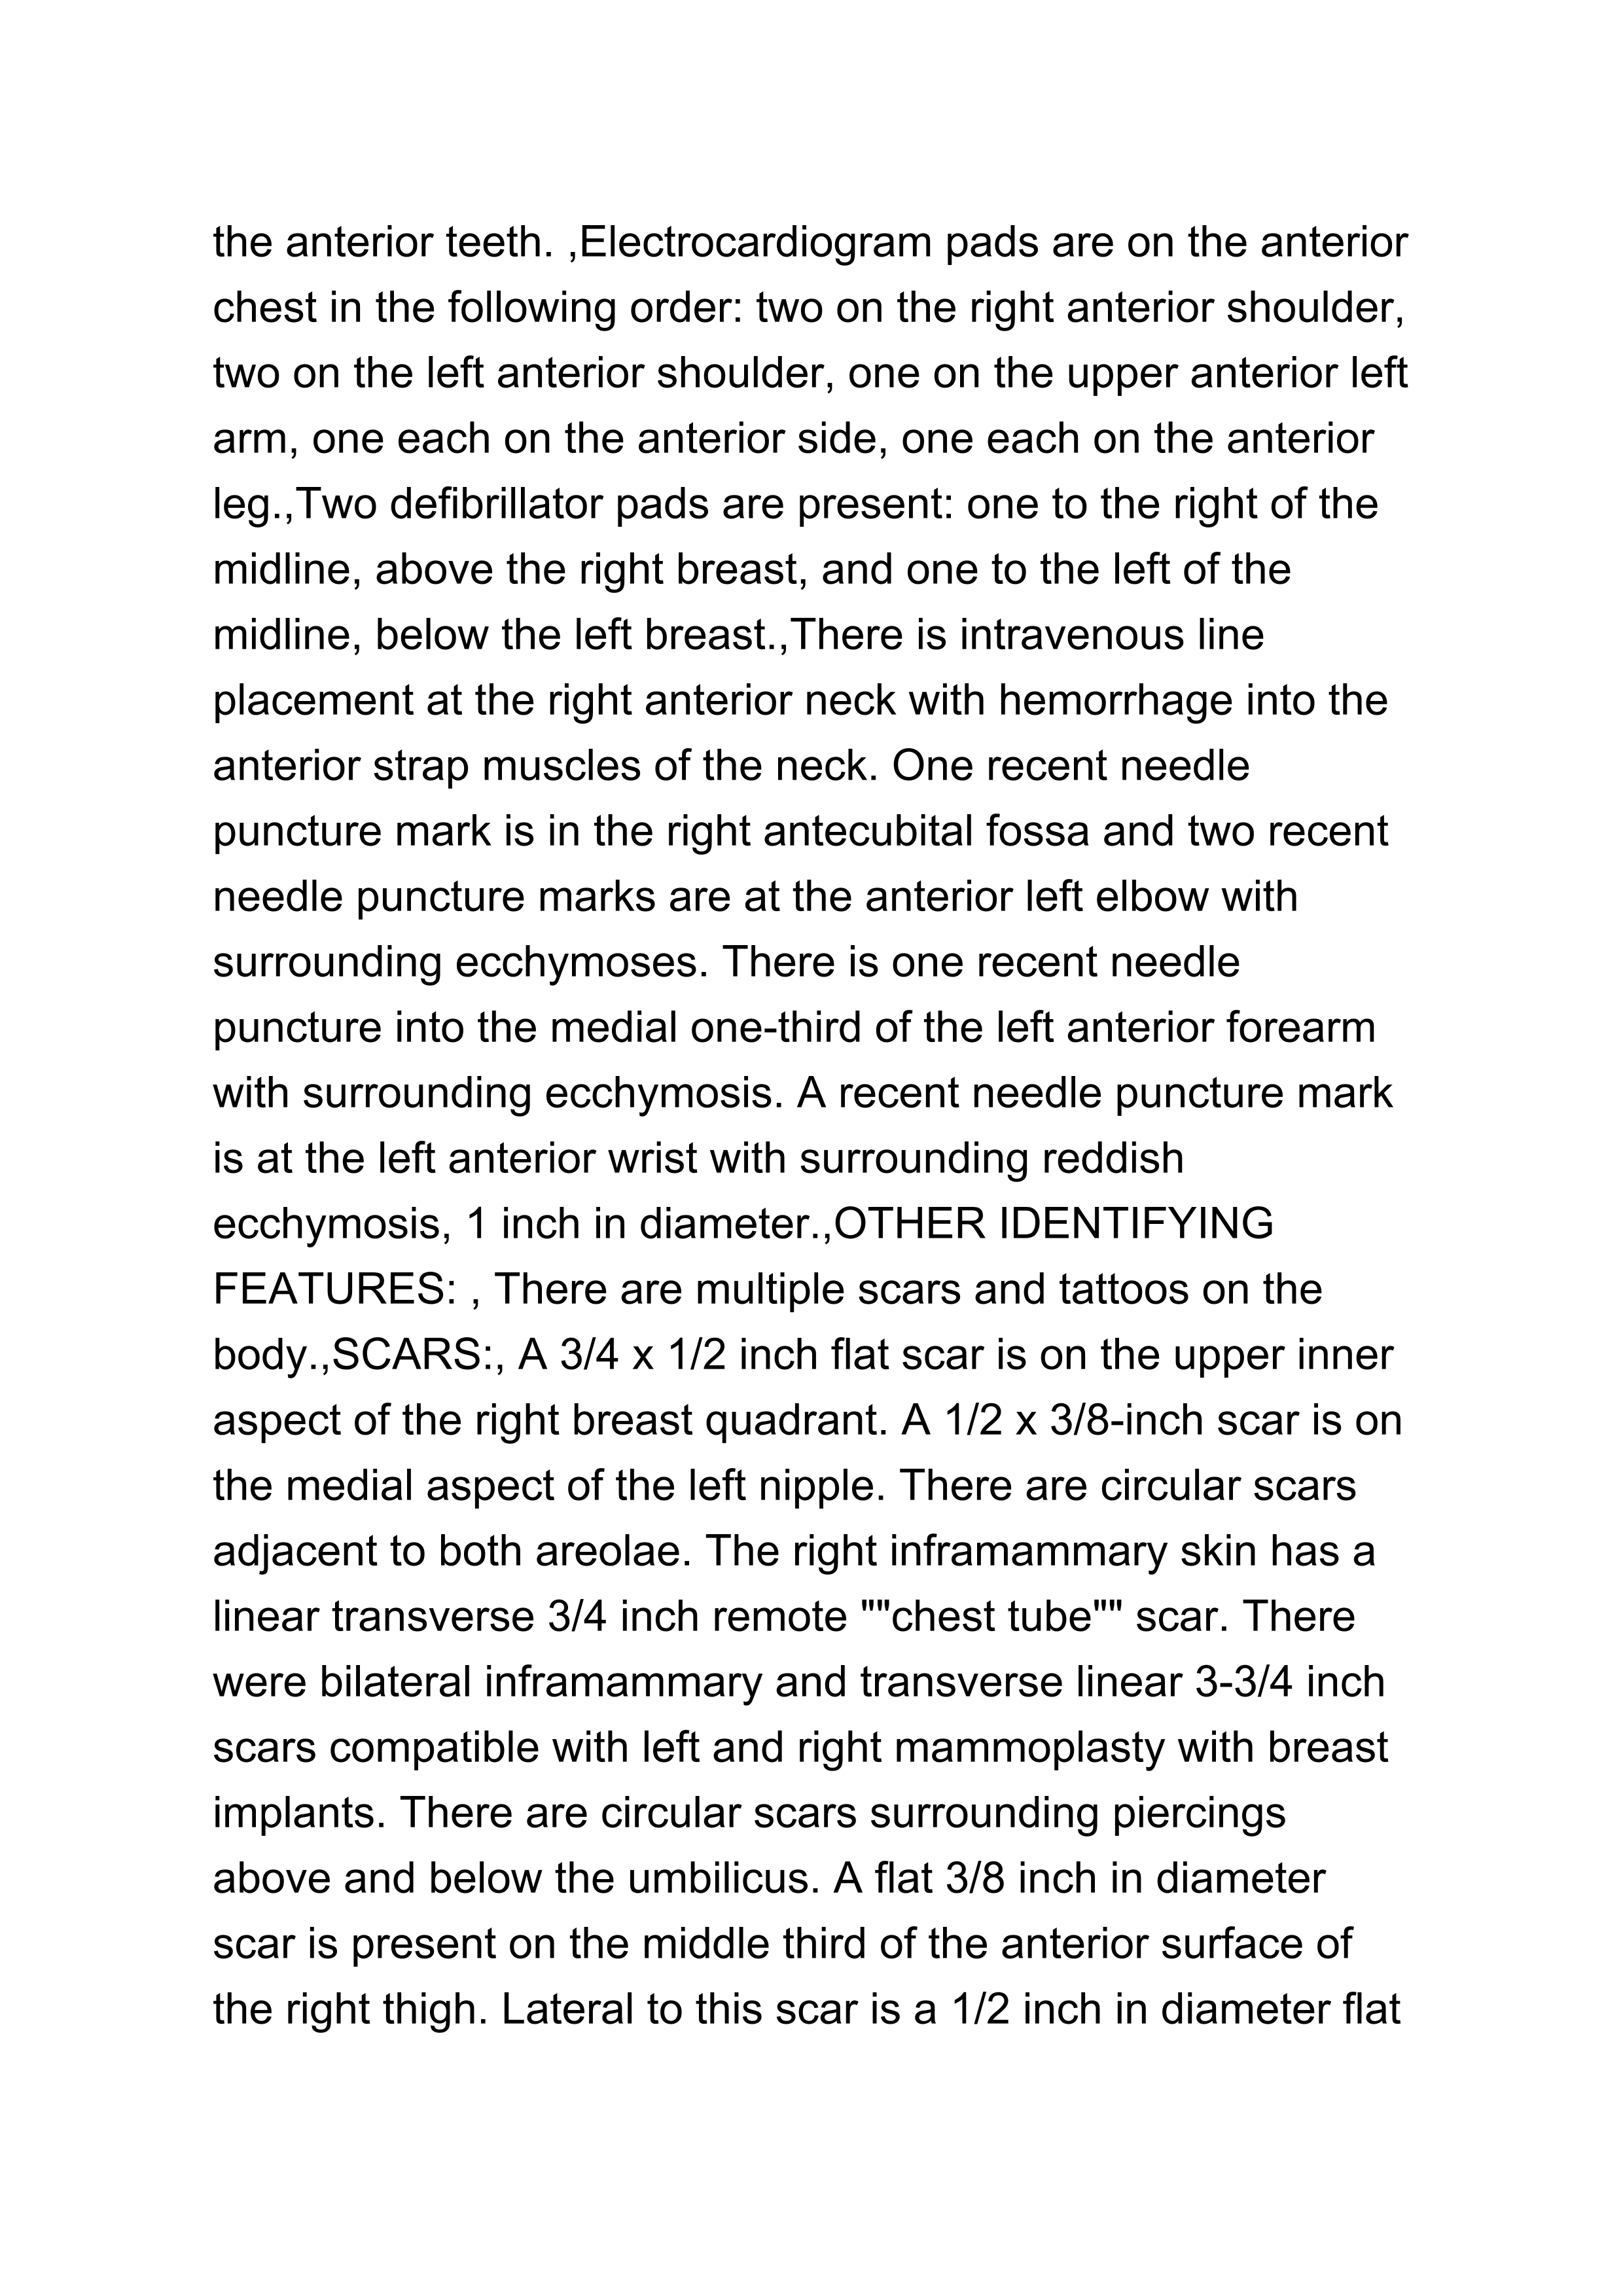 the anterior teeth. ,Electrocardiogram pads are on the anterior
chest in the following order: two on the right anterior shoulder,
two on the left anterior shoulder, one on the upper anterior left
arm, one each on the anterior side, one each on the anterior
leg.,Two defibrillator pads are present: one to the right of the
midline, above the right breast, and one to the left of the
midline, below the left breast.,There is intravenous line
placement at the right anterior neck with hemorrhage into the
anterior strap muscles of the neck. One recent needle
puncture mark is in the right antecubital fossa and two recent
needle puncture marks are at the anterior left elbow with
surrounding ecchymoses. There is one recent needle
puncture into the medial one-third of the left anterior forearm
with surrounding ecchymosis. A recent needle puncture mark
is at the left anterior wrist with surrounding reddish
ecchymosis, 1 inch in diameter.,OTHER IDENTIFYING
FEATURES: , There are multiple scars and tattoos on the
body.,SCARS:, A 3/4 x 1/2 inch flat scar is on the upper inner
aspect of the right breast quadrant. A 1/2 x 3/8-inch scar is on
the medial aspect of the left nipple. There are circular scars
adjacent to both areolae. The right inframammary skin has a
linear transverse 3/4 inch remote ""chest tube"" scar. There
were bilateral inframammary and transverse linear 3-3/4 inch
scars compatible with left and right mammoplasty with breast
implants. There are circular scars surrounding piercings
above and below the umbilicus. A flat 3/8 inch in diameter
scar is present on the middle third of the anterior surface of
the right thigh. Lateral to this scar is a 1/2 inch in diameter flat